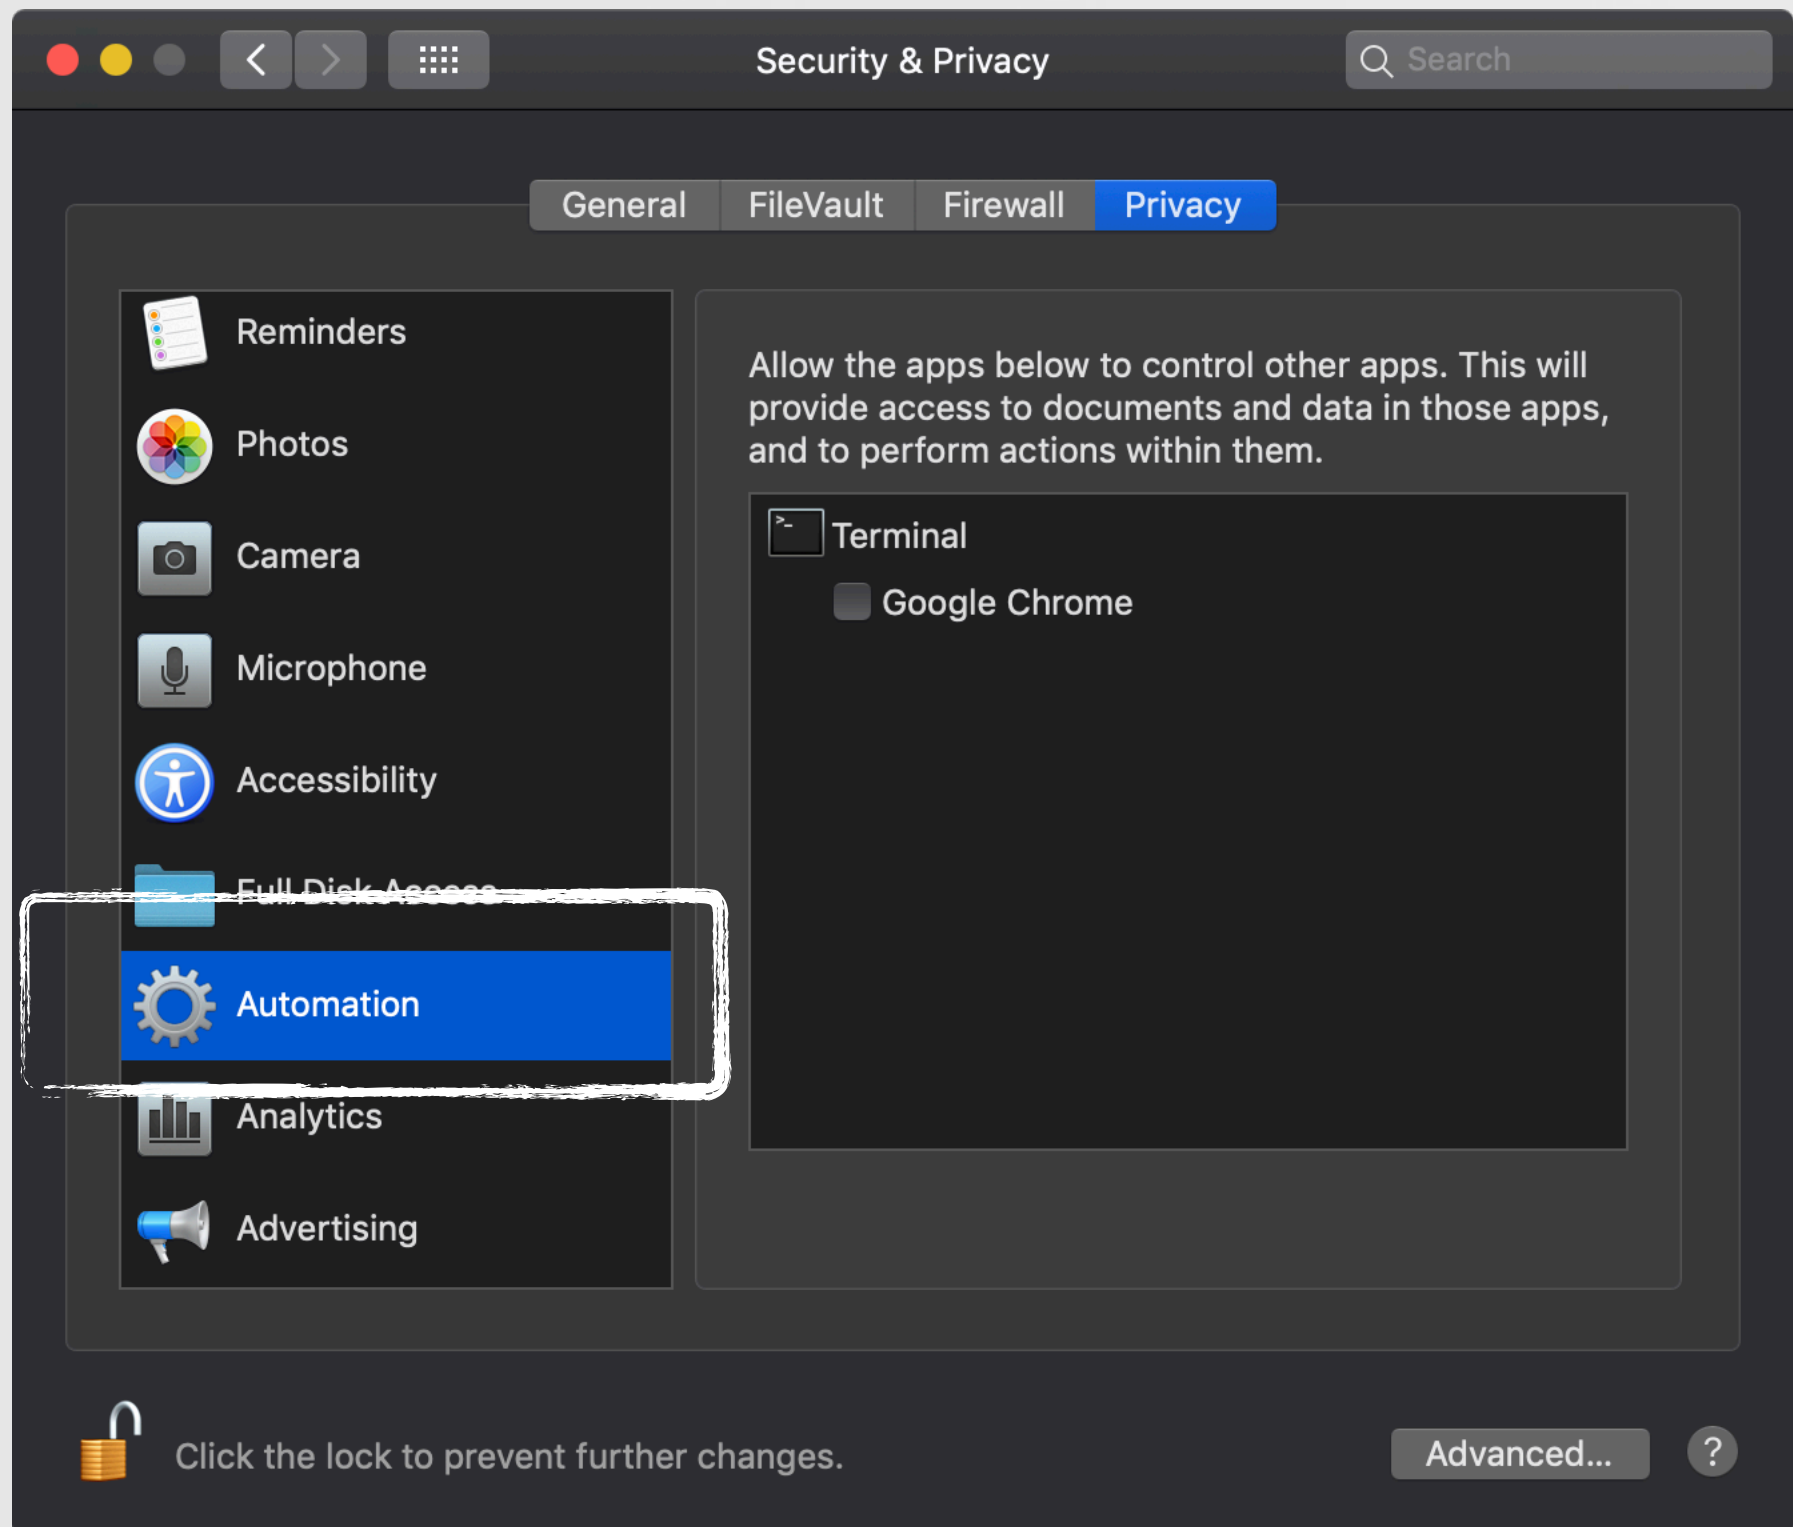 Security & Privacy
Search
General
FileVault
Firewall
Privacy
Reminders
Photos
Camera
Microphone
Accessibility
Full Disk Access
Automation
Analytics
Advertising
Allow the apps below to control other apps. This will
provide access to documents and data in those apps,
and to perform actions within them.
>_
Terminal
Google Chrome
Click the lock to prevent further changes.
Advanced...
?